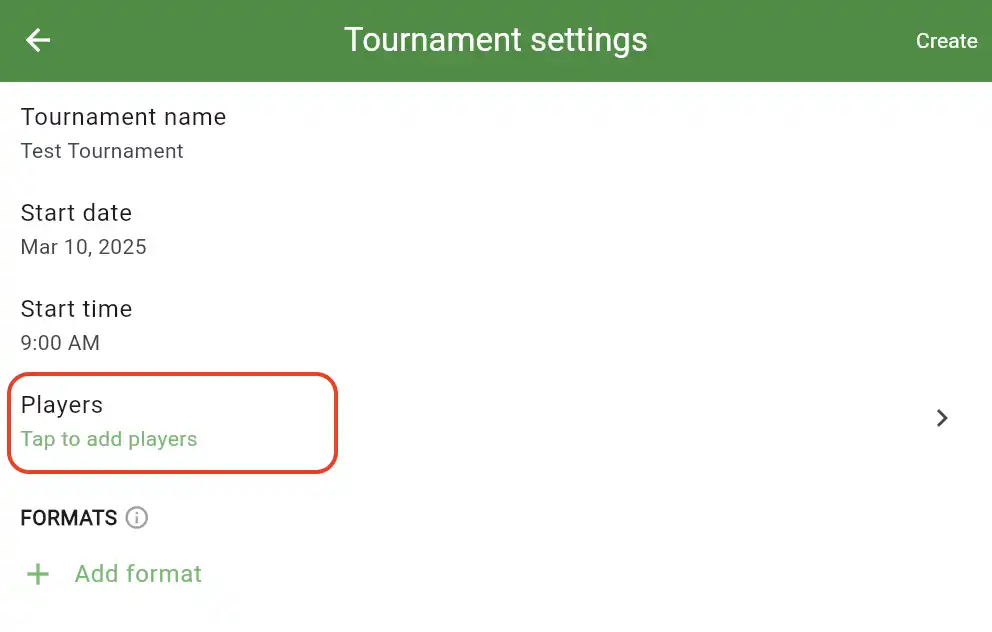 Tournament settings
Create
Tournament name
Test Tournament
Start date
Mar 10, 2025
Start time
9:00 AM
Players
Tap to add players
FORMATS
Add format